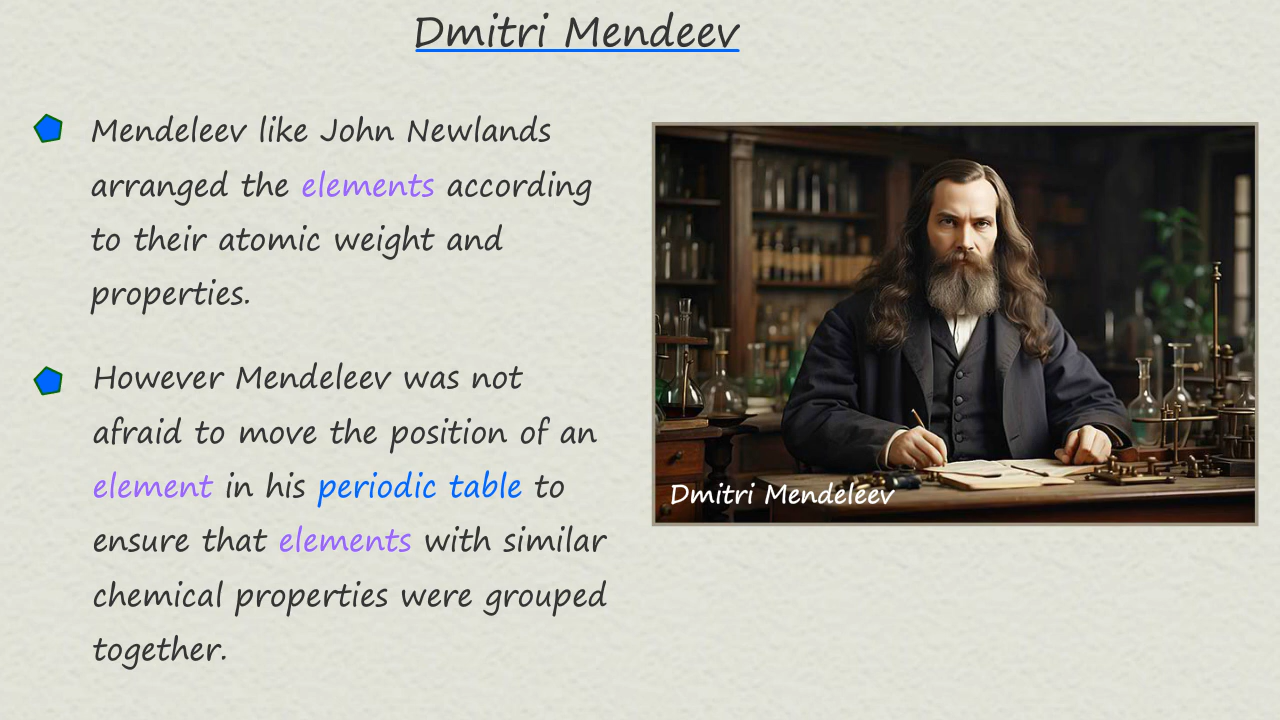 Dmitri Mendeev
Mendeleev like John Newlands
arranged the elements according
to their atomic weight and
properties.
However Mendeleev was not
afraid to move the position of an
element in his periodic table to
ensure that elements with similar
chemical properties were grouped
together.
Dmitri Mendeleev